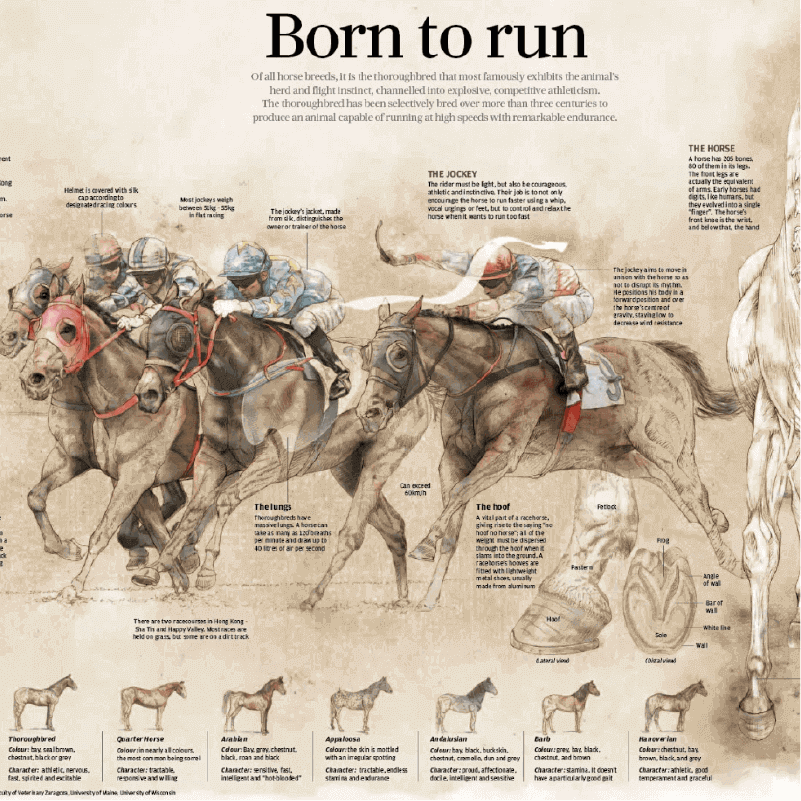 Born to run
Of all horse breeds, it is the thoroughbred that most famously exhibits the animal's
herd and flight instinct, channelled into explosive, competitive athleticism.
The thoroughbred has been selectively bred over more than three centuries to
produce an animal capable of running at high speeds with remarkable endurance.
Helmet is covered with silk
cap according to
designated racing colours
Most jockeys weigh
between 51kg - 55kg
in flat racing
The jockey's jacket, made
from silk, distinguishes the
owner or trainer of the horse
THE JOCKEY
The rider must be light, but also be courageous,
athletic and instinctive. Their job is to not only
encourage the horse to run faster using a whip,
vocal urgings or feet, but to control and relax the
horse when it wants to run too fast
THE HORSE
A horse has 205 bones,
80 of them in its legs.
The front legs are
actually the equivalent
of arms. Early horses had
digits, like humans, but
they evolved into a single
"finger". The horse's
front knee is the wrist,
and below that, the hand
The jockey aims to move in
unison with the horse so as
not to disrupt its rhythm.
He positions his body in a
forward position and over
the horse's centre of
gravity, staying low to
decrease wind resistance
Can exceed
60km/h
The lungs
Thoroughbreds have
massive lungs. A horse can
take as many as 120 breaths
per minute and draw up to
40 litres of air per second
The hoof
A vital part of a racehorse,
giving rise to the saying "no
hoof no horse"; all of the
weight must be dispersed
through the hoof when it
slams into the ground. A
racehorse's hooves are
fitted with lightweight
metal shoes, usually
made from aluminum
Fetlock
Pastern
Hoof
(Lateral view)
Frog
Angle
of wall
Bar of
wall
White line
Sole
Wall
(Distal view)
There are two racecourses in Hong Kong -
Sha Tin and Happy Valley. Most races are
held on grass, but some are on a dirt track
Thoroughbred
Colour: bay, seal brown,
chestnut, black or grey
Character: athletic, nervous,
fast, spirited and excitable
Quarter Horse
Colour: in nearly all colours,
the most common being sorrel
Character: tractable,
responsive and willing
Arabian
Colour: Bay, grey, chestnut,
black, roan and black
Character: sensitive, fast,
intelligent and "hot-blooded"
Appaloosa
Colour: the skin is mottled
with an irregular spotting
Character: tractable, endless
stamina and endurance
Andalusian
Colour: bay, black, buckskin,
chestnut, cremello, dun and grey
Character: proud, affectionate,
docile, intelligent and sensitive
Barb
Colour: grey, bay, black,
chestnut, and brown
Character: stamina, it doesn't
have a particularly good gait
Hanoverian
Colour: chestnut, bay,
brown, black, and grey
Character: athletic, good
temperament and graceful
culty of Veterinary Zaragoza, University of Maine, University of Wisconsin